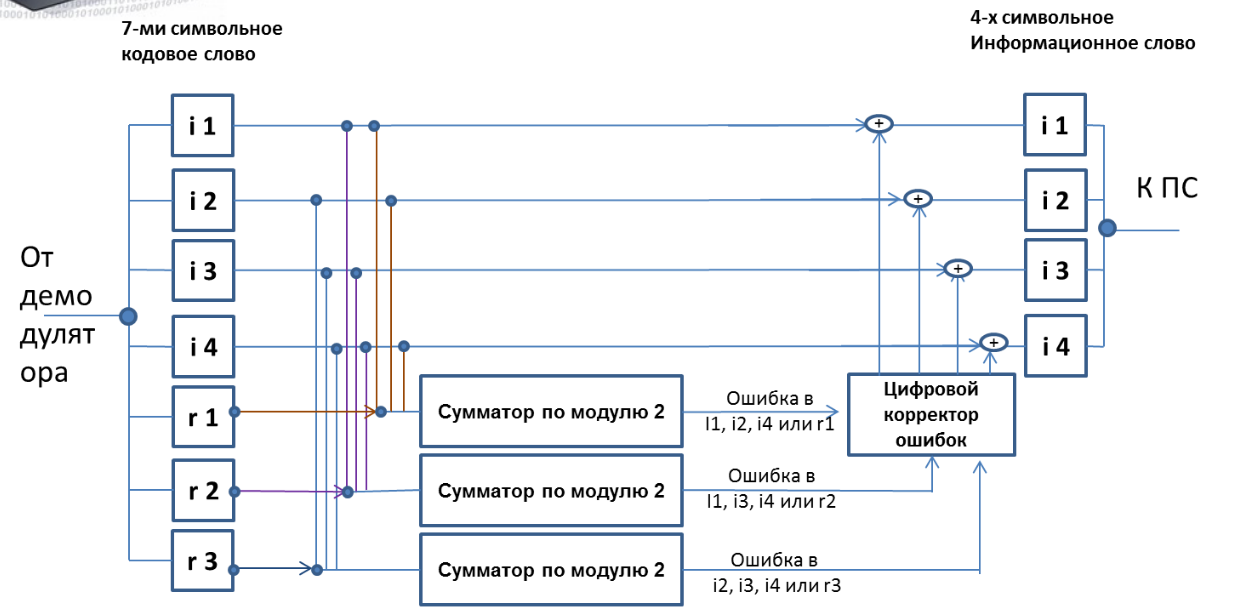 7-ми символьное
кодовое слово
4-х символьное
Информационное слово
i 1
i 1
i 2
i 2
К ПС
i 3
i 3
От
демо
дулят
ора
i 4
i 4
r 1
Сумматор по модулю 2
Ошибка в
I1, i2, i4 или r1
Цифровой
корректор
ошибок
r 2
Сумматор по модулю 2
Ошибка в
I1, i3, i4 или r2
r 3
Сумматор по модулю 2
Ошибка в
i2, i3, i4 или r3
+
+
+
+